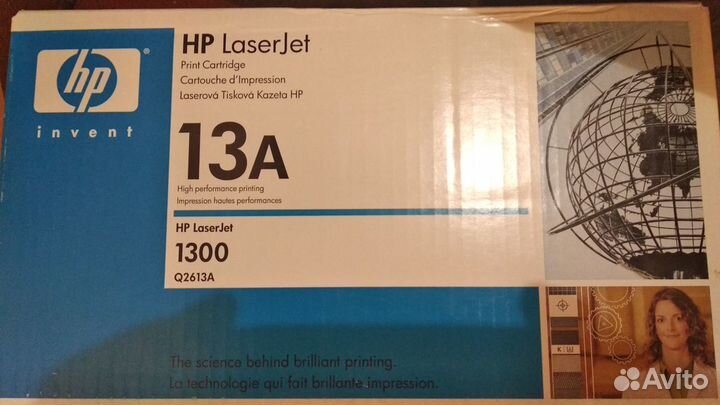 hp
invent
HP LaserJet
Print Cartridge
Cartouche d'Impression
Laserová Tisková Kazeta HP
13A
High performance printing
Impression hautes performances
HP LaserJet
1300
Q2613A
The science behind brilliant printing.
La technologie qui fait brillante impression.
K
Avito